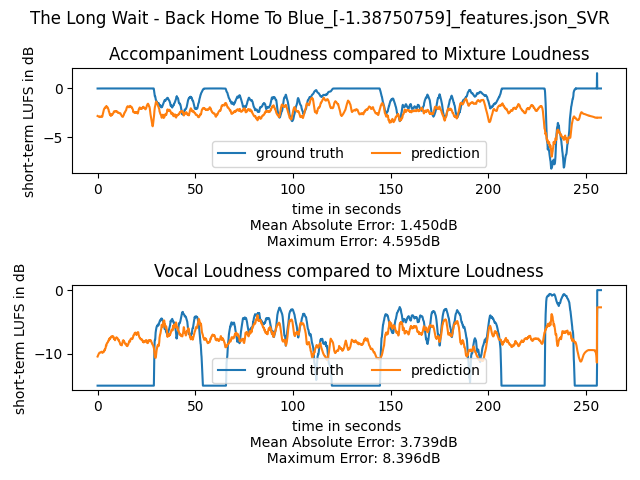 The Long Wait - Back Home To Blue_[-1.38750759]_features.json_SVR
Accompaniment Loudness compared to Mixture Loudness
short-term LUFS in dB
0
−5
ground truth
prediction
0
50
100
150
200
250
time in seconds
Mean Absolute Error: 1.450dB
Maximum Error: 4.595dB
Vocal Loudness compared to Mixture Loudness
short-term LUFS in dB
0
−10
ground truth
prediction
0
50
100
150
200
250
time in seconds
Mean Absolute Error: 3.739dB
Maximum Error: 8.396dB